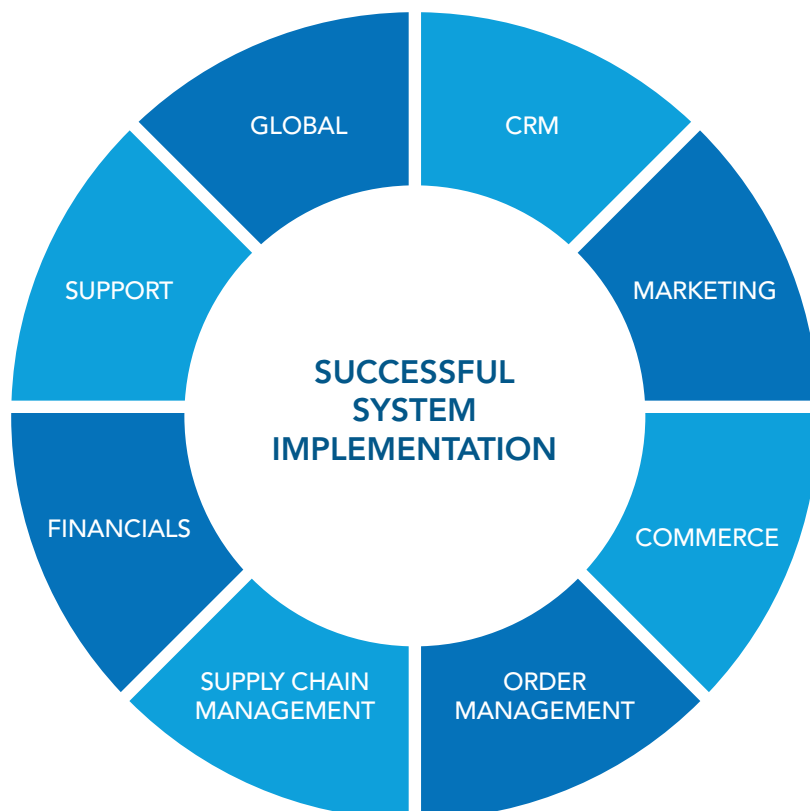 GLOBAL
CRM
SUPPORT
MARKETING
SUCCESSFUL
SYSTEM
IMPLEMENTATION
FINANCIALS
COMMERCE
SUPPLY CHAIN
MANAGEMENT
ORDER
MANAGEMENT